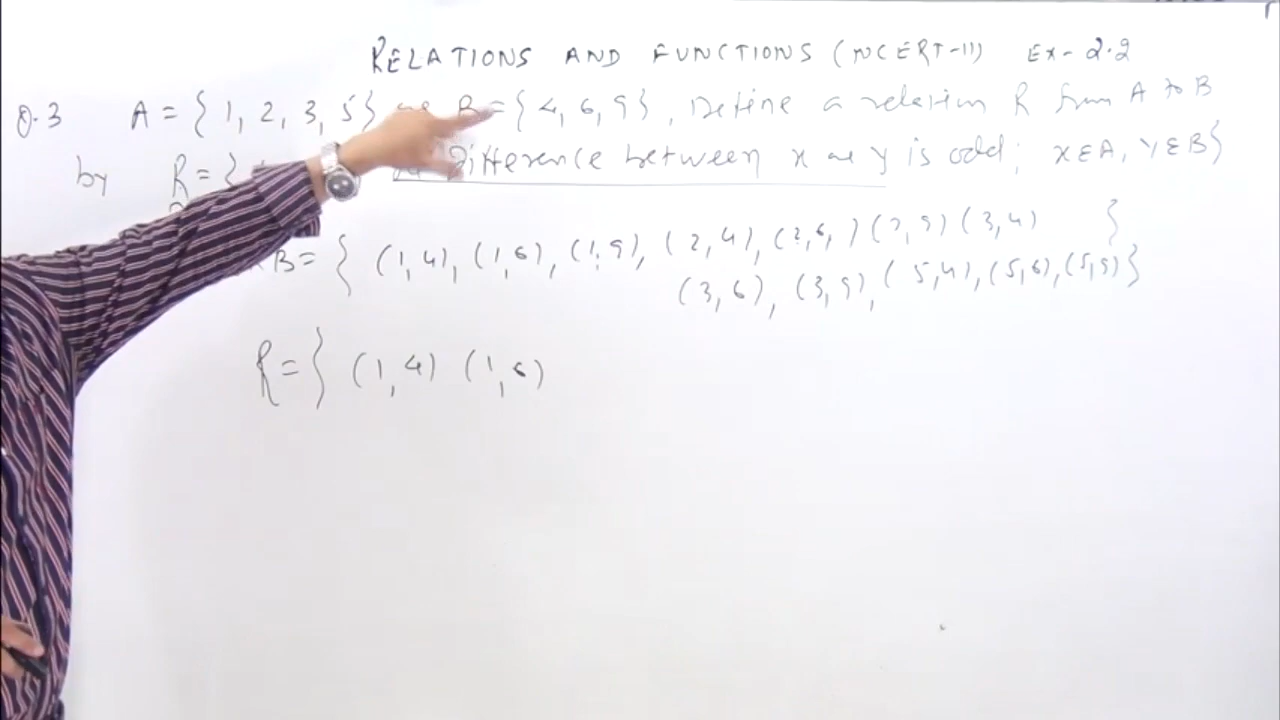 RELATIONS AND FUNCTIONS (NCERT-11) Ex- 2.2
Q.3 A = { 1, 2, 3, 5 } B = { 4, 6, 9 } , Define a relation R from A to B
by R = { Difference between x y is odd ; x ∈ A, Y ∈ B }
B = { (1, 4), (1, 6), (1, 9), (2, 4), (2, 6, ) (2, 9) (3, 4) }
(3, 6), (3, 9), (5, 4), (5, 6), (5, 9) }
R = { (1, 4) (1, 6)